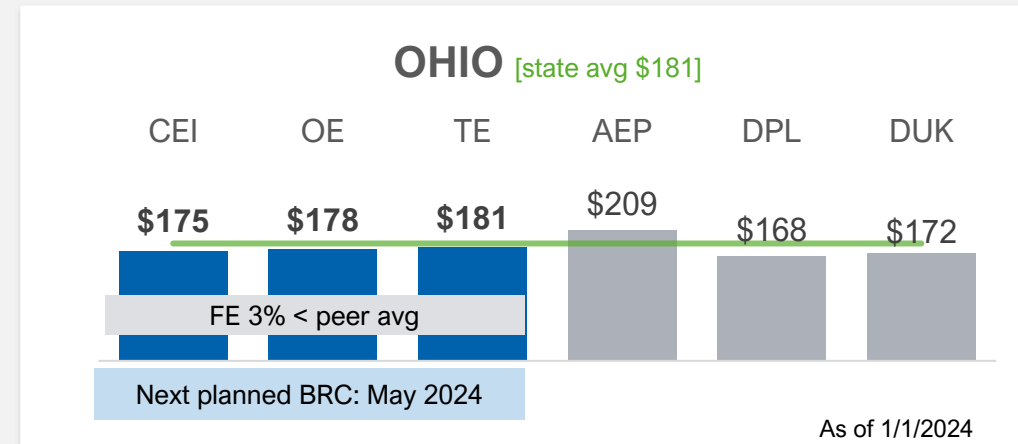 OHIO [state avg $181]
CEI OE TE AEP DPL DUK
$175 $178 $181 $209 $168 $172
FE 3% < peer avg
Next planned BRC: May 2024
As of 1/1/2024